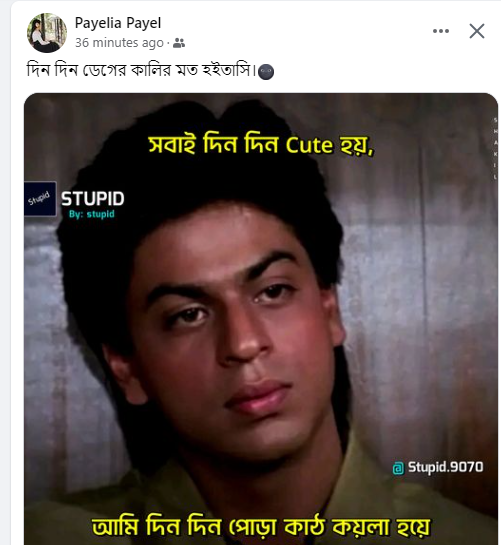 Payelia Payel
36 minutes ago ·
দিন দিন ডেগের কালির মত হইতাসি।🌚
সবাই দিন দিন Cute হয়,
SHAKIL
Stupid
STUPID
By: stupid
@ Stupid.9070
আমি দিন দিন পোড়া কাঠ কয়লা হয়ে